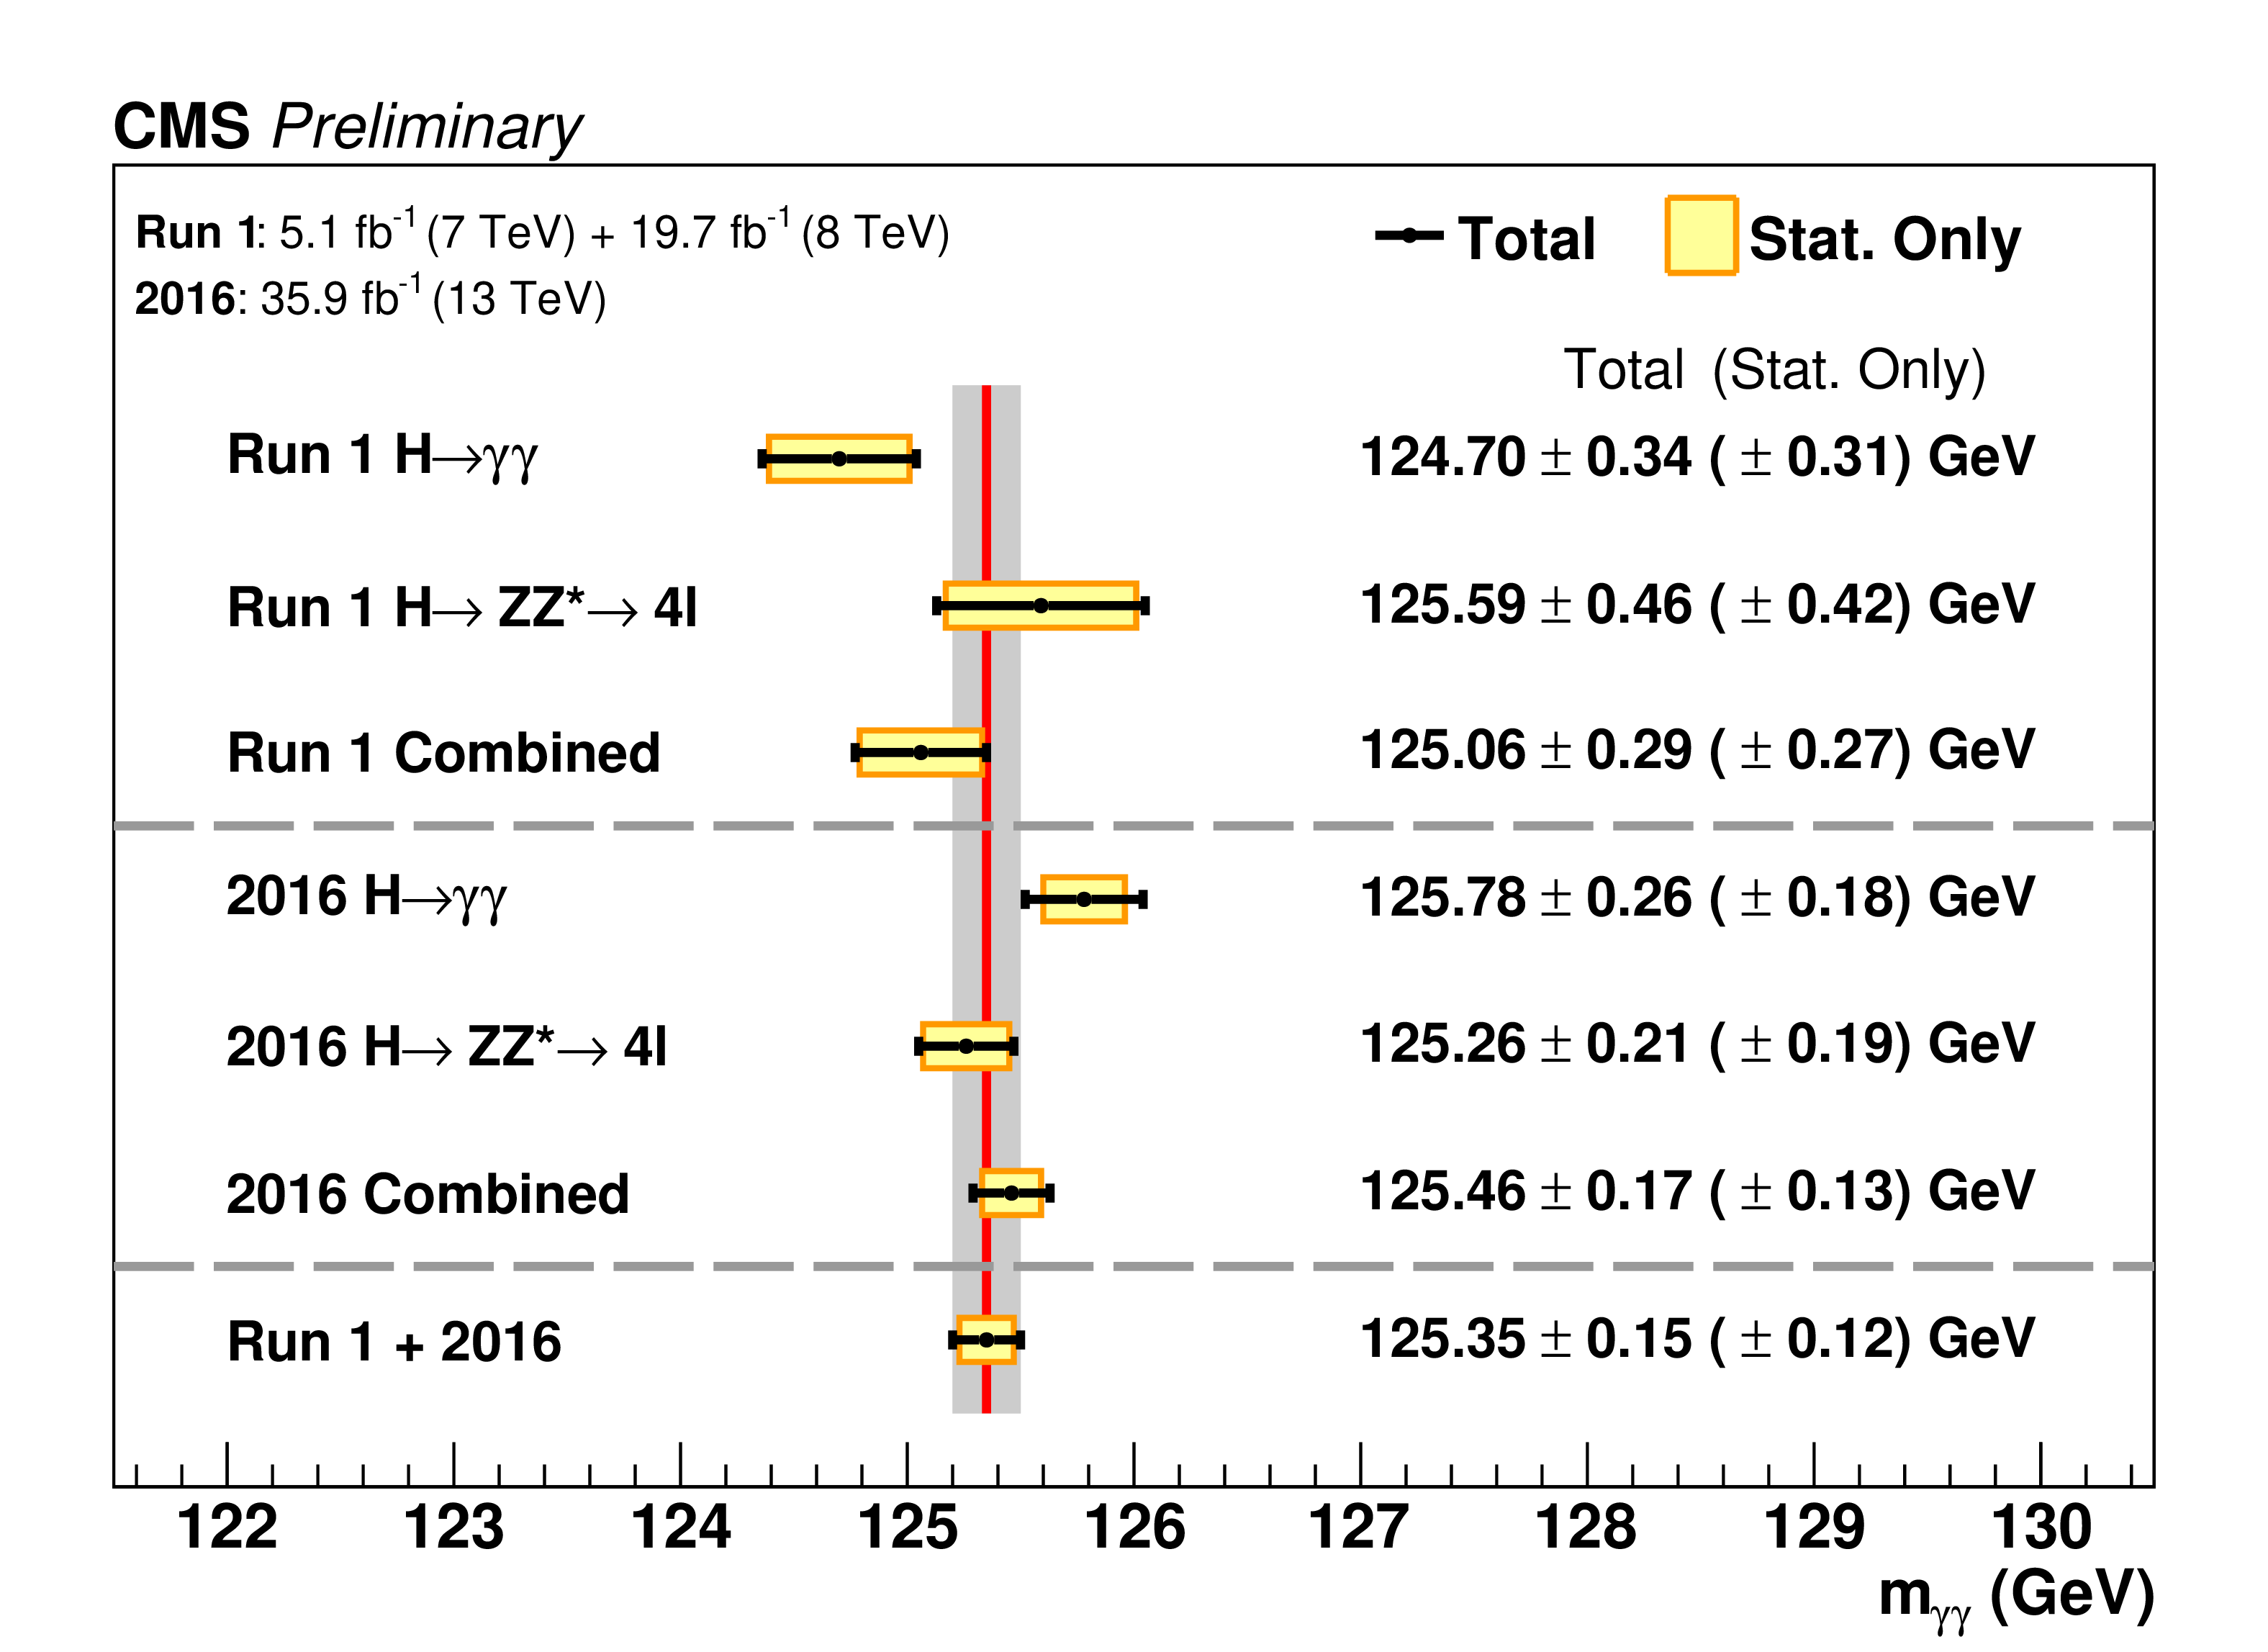 CMS Preliminary
Run 1: 5.1 fb⁻¹ (7 TeV) + 19.7 fb⁻¹ (8 TeV)
2016: 35.9 fb⁻¹ (13 TeV)
Total Stat. Only
Total (Stat. Only)
Run 1 H→γγ 124.70 ± 0.34 ( ± 0.31) GeV
Run 1 H→ ZZ*→ 4l 125.59 ± 0.46 ( ± 0.42) GeV
Run 1 Combined 125.06 ± 0.29 ( ± 0.27) GeV
2016 H→γγ 125.78 ± 0.26 ( ± 0.18) GeV
2016 H→ ZZ*→ 4l 125.26 ± 0.21 ( ± 0.19) GeV
2016 Combined 125.46 ± 0.17 ( ± 0.13) GeV
Run 1 + 2016 125.35 ± 0.15 ( ± 0.12) GeV
122 123 124 125 126 127 128 129 130
mγγ (GeV)